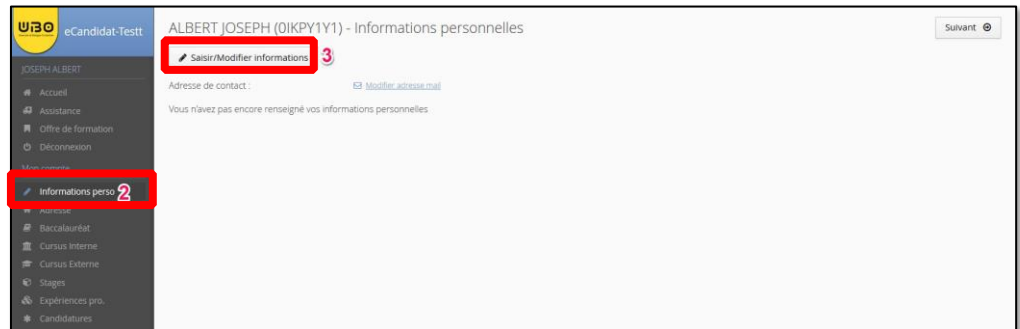 UBO
eCandidat-Testt
JOSEPH ALBERT
Accueil
Assistance
Offre de formation
Déconnexion
Mon compte
Informations perso 2
Adresse
Baccalauréat
Cursus Interne
Cursus Externe
Stages
Expériences pro.
Candidatures
ALBERT JOSEPH (0IKPY1Y1) - Informations personnelles
Suivant
Saisir/Modifier informations 3
Adresse de contact : Modifier adresse mail
Vous n'avez pas encore renseigné vos informations personnelles